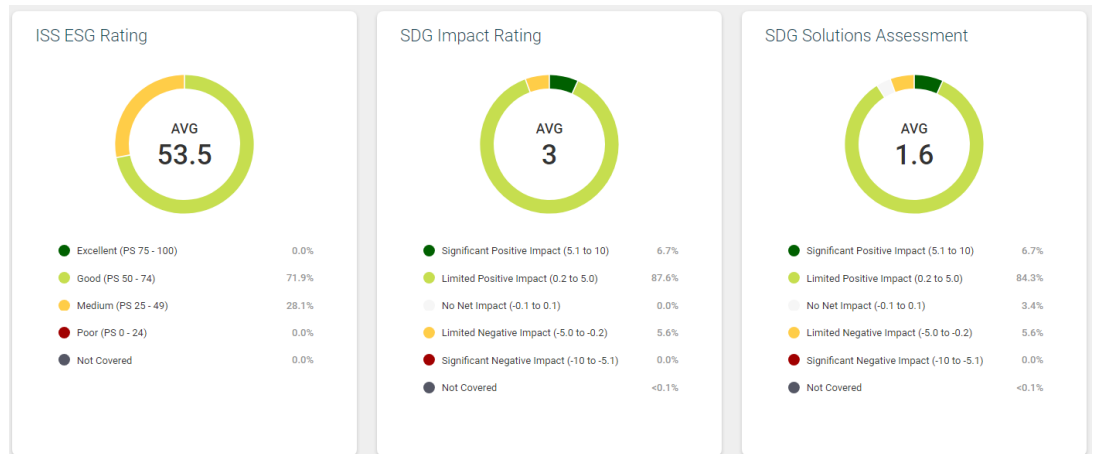 ISS ESG Rating
AVG
53.5
Excellent (PS 75 - 100) 0.0%
Good (PS 50 - 74) 71.9%
Medium (PS 25 - 49) 28.1%
Poor (PS 0 - 24) 0.0%
Not Covered 0.0%
SDG Impact Rating
AVG
3
Significant Positive Impact (5.1 to 10) 6.7%
Limited Positive Impact (0.2 to 5.0) 87.6%
No Net Impact (-0.1 to 0.1) 0.0%
Limited Negative Impact (-5.0 to -0.2) 5.6%
Significant Negative Impact (-10 to -5.1) 0.0%
Not Covered <0.1%
SDG Solutions Assessment
AVG
1.6
Significant Positive Impact (5.1 to 10) 6.7%
Limited Positive Impact (0.2 to 5.0) 84.3%
No Net Impact (-0.1 to 0.1) 3.4%
Limited Negative Impact (-5.0 to -0.2) 5.6%
Significant Negative Impact (-10 to -5.1) 0.0%
Not Covered <0.1%